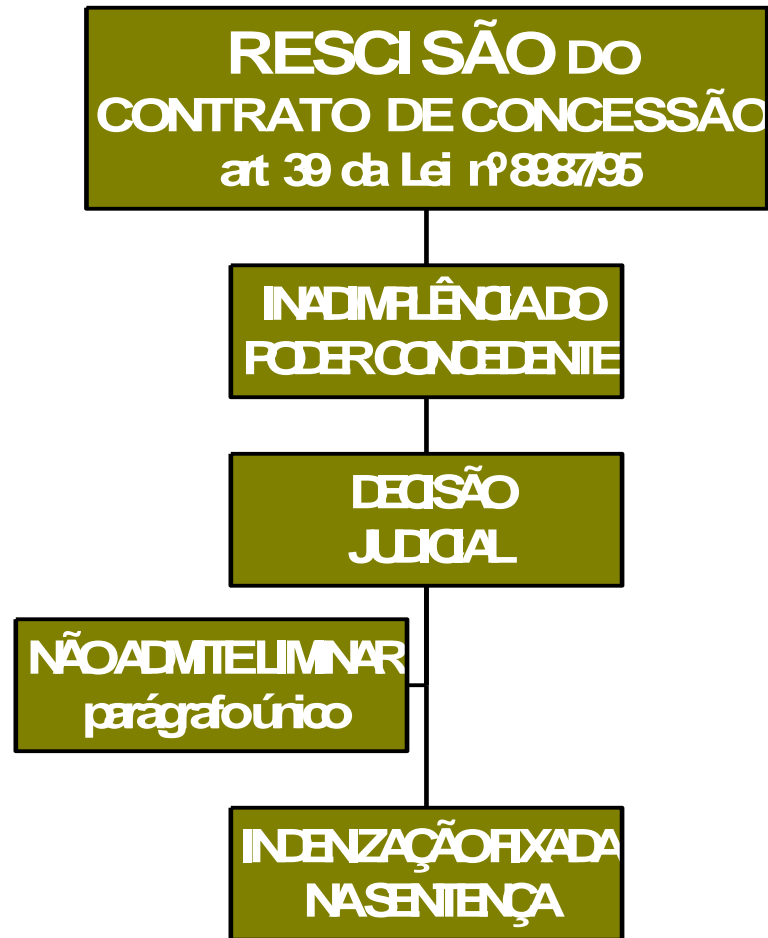 RESCISÃO DO
CONTRATO DE CONCESSÃO
art 39 da Lei nº 8987/95
INADIMPLÊNCIA DO
PODER CONCEDENTE
DECISÃO
JUDICIAL
NÃO ADMITE LIMINAR
parágrafo único
INDENIZAÇÃO FIXADA
NA SENTENÇA